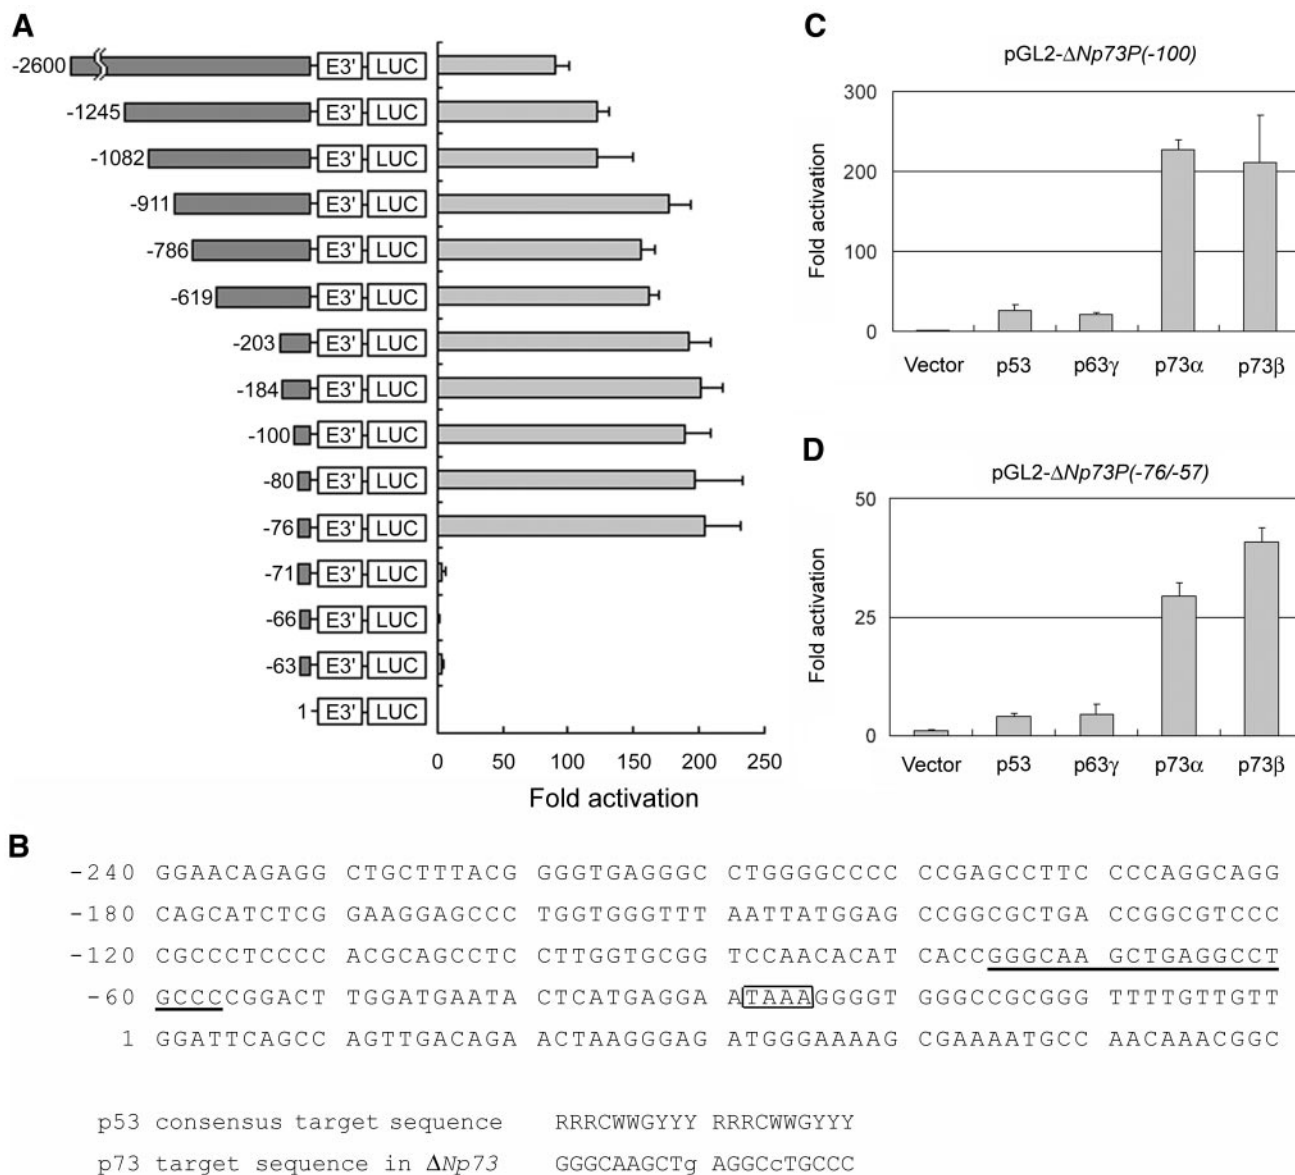 A
-2600 E3' LUC
-1245 E3' LUC
-1082 E3' LUC
-911 E3' LUC
-786 E3' LUC
-619 E3' LUC
-203 E3' LUC
-184 E3' LUC
-100 E3' LUC
-80 E3' LUC
-76 E3' LUC
-71 E3' LUC
-66 E3' LUC
-63 E3' LUC
1 E3' LUC
0 50 100 150 200 250
Fold activation
C
pGL2-ΔNp73P(-100)
300
200
100
0
Fold activation
Vector p53 p63γ p73α p73β
D
pGL2-ΔNp73P(-76/-57)
50
25
0
Fold activation
Vector p53 p63γ p73α p73β
B
-240 GGAACAGAGG CTGCTTTACG GGGTGAGGGC CTGGGGCCCC CCGAGCCTTC CCCAGGCAGG
-180 CAGCATCTCG GAAGGAGCCC TGGTGGGTTT AATTATGGAG CCGGCGCTGA CCGGCGTCCC
-120 CGCCCTCCCC ACGCAGCCTC CTTGGTGCGG TCCAACACAT CACCGGGCAA GCTGAGGCCT
-60 GCCCCGGACTT TGGATGAATA CTCATGAGGA ATAAAGGGGT GGGCCGCGGG TTTTGTTGTT
1 GGATTCAGCC AGTTGACAGA ACTAAGGGAG ATGGGAAAAG CGAAAATGCC AACAAACGGC
p53 consensus target sequence RRRCWWGYYY RRRCWWGYYY
p73 target sequence in ΔNp73 GGGCAAGCTg AGGCcTGCCC